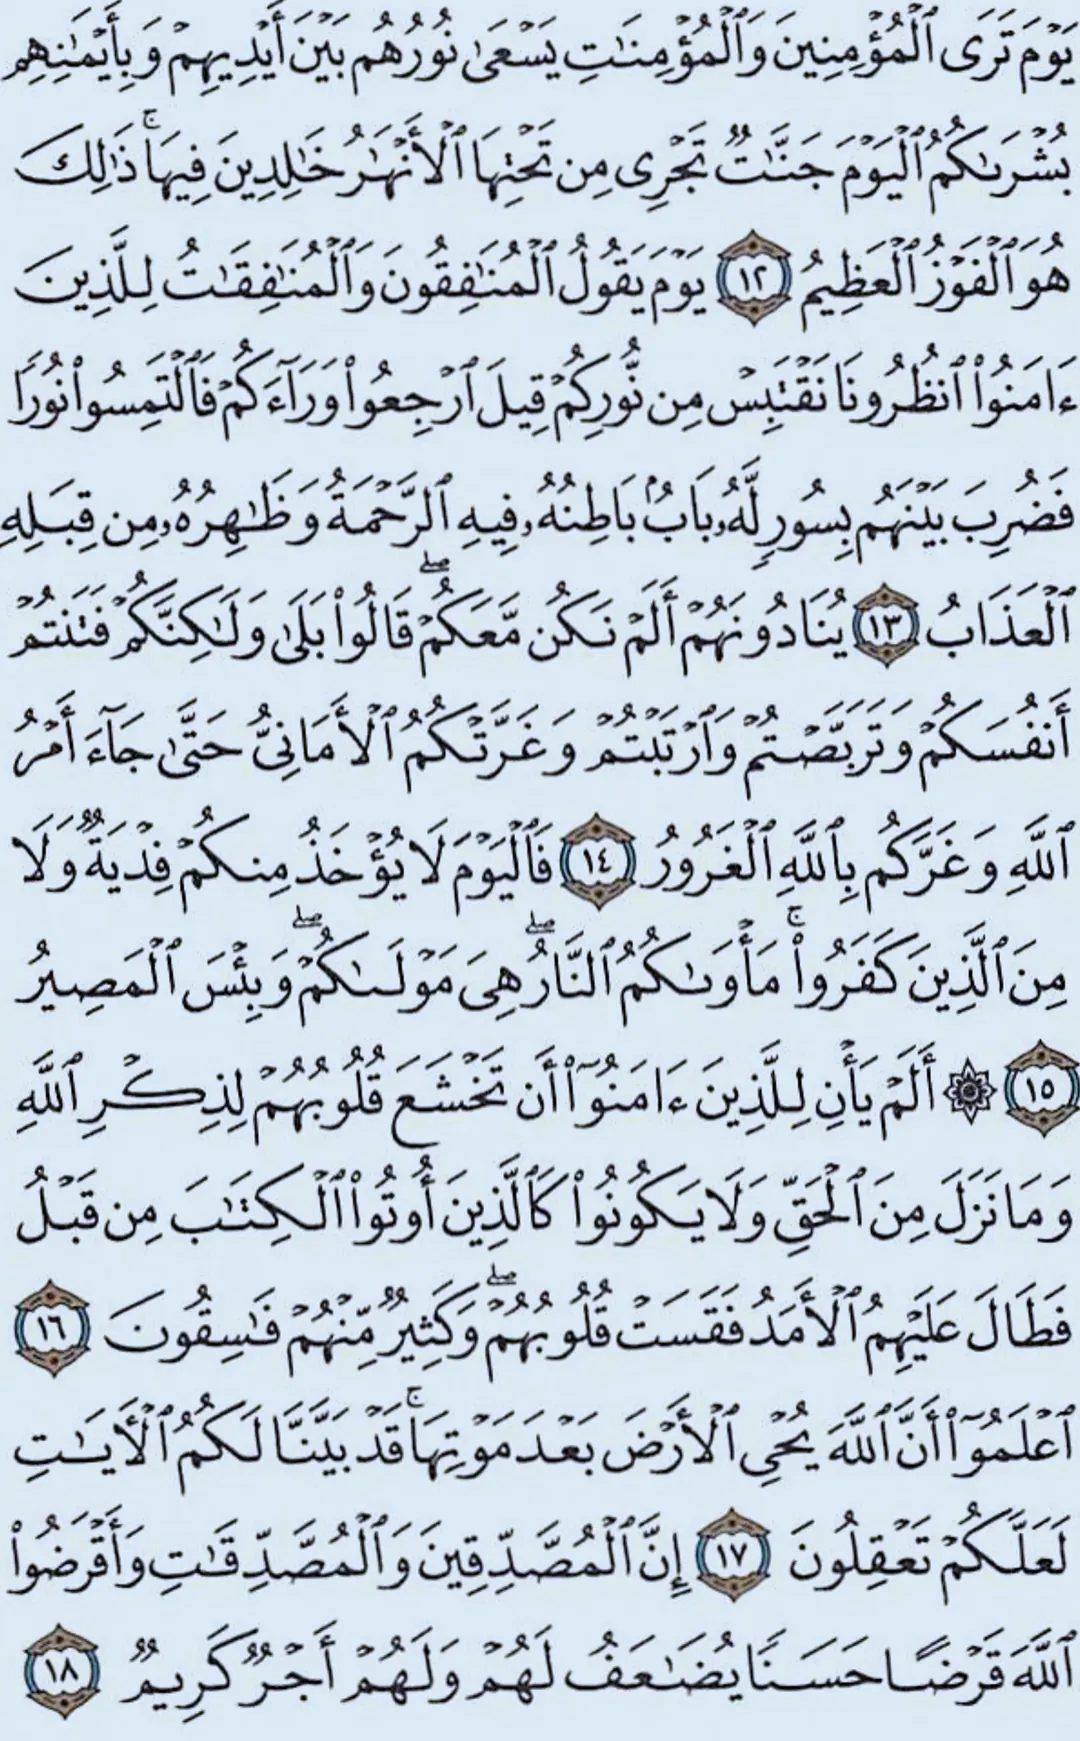 يَوۡمَ تَرَى ٱلۡمُؤۡمِنِينَ وَٱلۡمُؤۡمِنَٰتِ يَسۡعَىٰ نُورُهُم بَيۡنَ أَيۡدِيهِمۡ وَبِأَيۡمَٰنِهِم
بُشۡرَىٰكُمُ ٱلۡيَوۡمَ جَنَّٰتٞ تَجۡرِي مِن تَحۡتِهَا ٱلۡأَنۡهَٰرُ خَٰلِدِينَ فِيهَاۚ ذَٰلِكَ
هُوَ ٱلۡفَوۡزُ ٱلۡعَظِيمُ ١٢ يَوۡمَ يَقُولُ ٱلۡمُنَٰفِقُونَ وَٱلۡمُنَٰفِقَٰتُ لِلَّذِينَ
ءَامَنُواْ ٱنظُرُونَا نَقۡتَبِسۡ مِن نُّورِكُمۡ قِيلَ ٱرۡجِعُواْ وَرَآءَكُمۡ فَٱلۡتَمِسُواْ نُورٗا
فَضُرِبَ بَيۡنَهُم بِسُورٖ لَّهُۥ بَابُۢ بَاطِنُهُۥ فِيهِ ٱلرَّحۡمَةُ وَظَٰهِرُهُۥ مِن قِبَلِهِ
ٱلۡعَذَابُ ١٣ يُنَادُونَهُمۡ أَلَمۡ نَكُن مَّعَكُمۡۖ قَالُواْ بَلَىٰ وَلَٰكِنَّكُمۡ فَتَنتُمۡ
أَنفُسَكُمۡ وَتَرَبَّصۡتُمۡ وَٱرۡتَبۡتُمۡ وَغَرَّتۡكُمُ ٱلۡأَمَانِيُّ حَتَّىٰ جَآءَ أَمۡرُ
ٱللَّهِ وَغَرَّكُم بِٱللَّهِ ٱلۡغَرُورُ ١٤ فَٱلۡيَوۡمَ لَا يُؤۡخَذُ مِنكُمۡ فِدۡيَةٞ وَلَا
مِنَ ٱلَّذِينَ كَفَرُواْۚ مَأۡوَىٰكُمُ ٱلنَّارُۖ هِيَ مَوۡلَىٰكُمۡۖ وَبِئۡسَ ٱلۡمَصِيرُ
١٥ ۞ أَلَمۡ يَأۡنِ لِلَّذِينَ ءَامَنُوٓاْ أَن تَخۡشَعَ قُلُوبُهُمۡ لِذِكۡرِ ٱللَّهِ
وَمَا نَزَلَ مِنَ ٱلۡحَقِّ وَلَا يَكُونُواْ كَٱلَّذِينَ أُوتُواْ ٱلۡكِتَٰبَ مِن قَبۡلُ
فَطَالَ عَلَيۡهِمُ ٱلۡأَمَدُ فَقَسَتۡ قُلُوبُهُمۡۖ وَكَثِيرٞ مِّنۡهُمۡ فَٰسِقُونَ ١٦
ٱعۡلَمُوٓاْ أَنَّ ٱللَّهَ يُحۡيِ ٱلۡأَرۡضَ بَعۡدَ مَوۡتِهَاۚ قَدۡ بَيَّنَّا لَكُمُ ٱلۡأٓيَٰتِ
لَعَلَّكُمۡ تَعۡقِلُونَ ١٧ إِنَّ ٱلۡمُصَّدِّقِينَ وَٱلۡمُصَّدِّقَٰتِ وَأَقۡرَضُواْ
ٱللَّهَ قَرۡضًا حَسَنٗا يُضَٰعَفُ لَهُمۡ وَلَهُمۡ أَجۡرٞ كَرِيمٞ ١٨